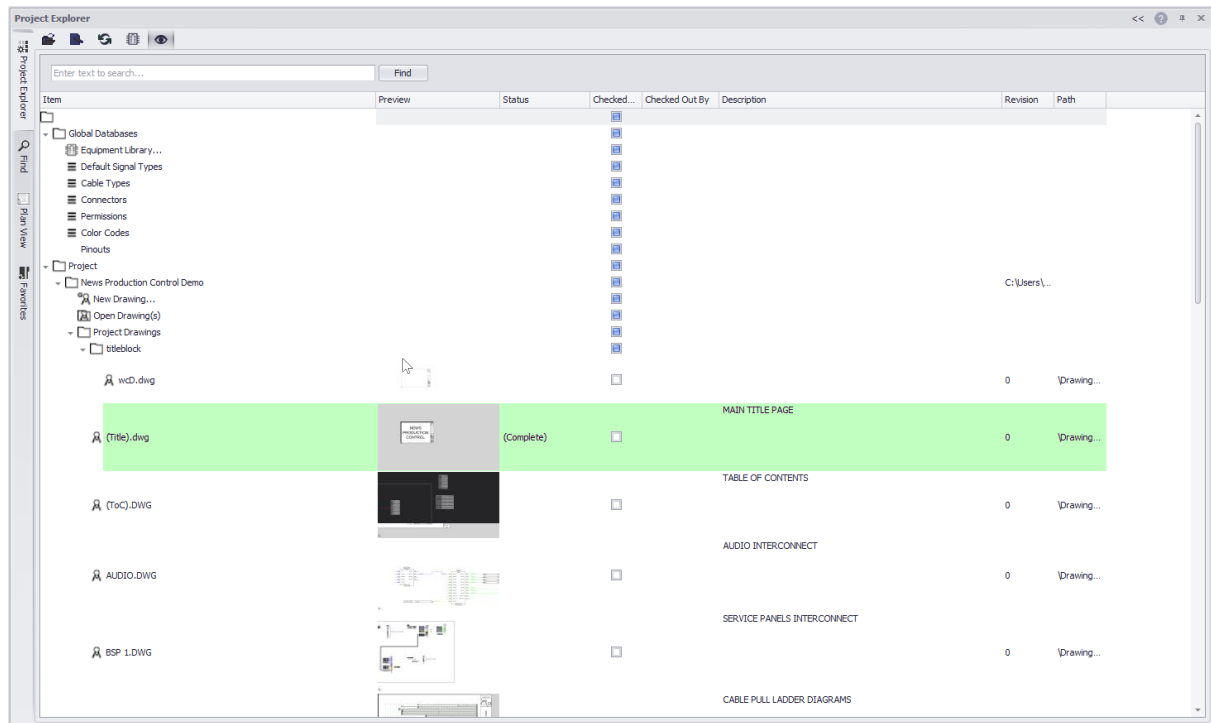 Project Explorer
<<
Project Explorer
Find
Plan View
Favorites
Enter text to search... Find
Item Preview Status Checked... Checked Out By Description Revision Path
Global Databases
Equipment Library...
Default Signal Types
Cable Types
Connectors
Permissions
Color Codes
Pinouts
Project
News Production Control Demo C:\Users\...
New Drawing...
Open Drawing(s)
Project Drawings
titleblock
wcD.dwg 0 \Drawing...
MAIN TITLE PAGE
NEWS
PRODUCTION
CONTROL
(Title).dwg (Complete) 0 \Drawing...
TABLE OF CONTENTS
(ToC).DWG 0 \Drawing...
AUDIO INTERCONNECT
AUDIO.DWG 0 \Drawing...
SERVICE PANELS INTERCONNECT
BSP 1.DWG 0 \Drawing...
CABLE PULL LADDER DIAGRAMS